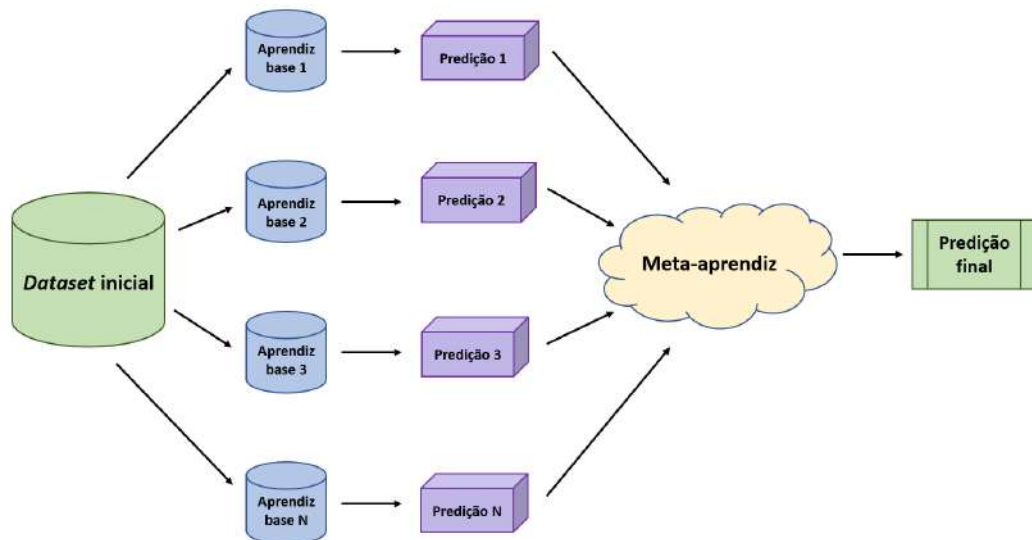 Aprendiz
base 1
Predição 1
Aprendiz
base 2
Predição 2
Dataset inicial
Meta-aprendiz
Predição
final
Aprendiz
base 3
Predição 3
Aprendiz
base N
Predição N